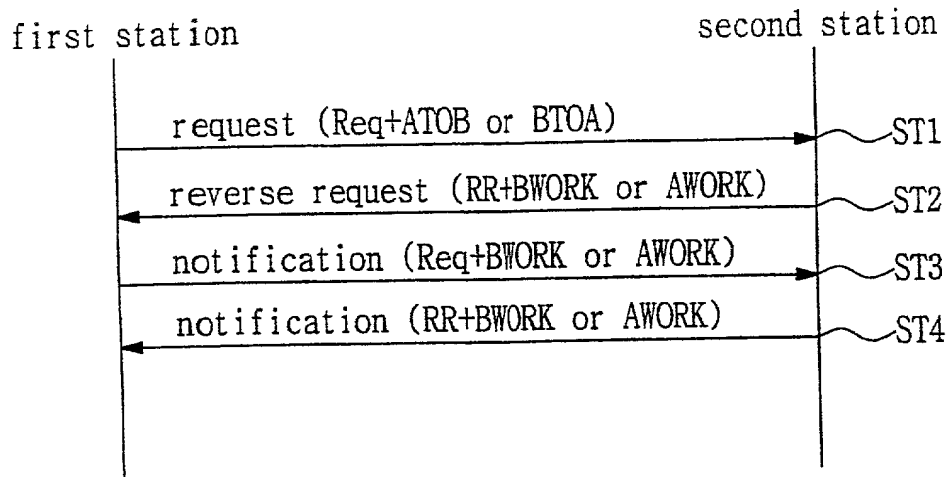 first station
second station
request (Req+ATOB or BTOA)
ST1
reverse request (RR+BWORK or AWORK)
ST2
notification (Req+BWORK or AWORK)
ST3
notification (RR+BWORK or AWORK)
ST4